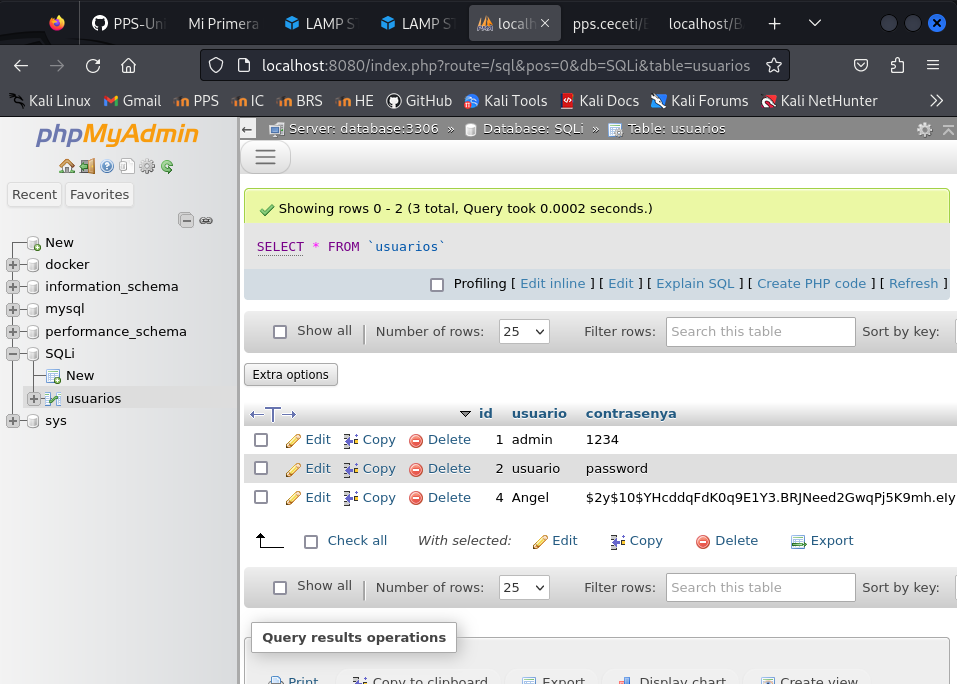 PPS-Uni
Mi Primera
LAMP ST
LAMP ST
localh
pps.ceceti/B
localhost/B
localhost:8080/index.php?route=/sql&pos=0&db=SQLi&table=usuarios
Kali Linux
Gmail
PPS
IC
BRS
HE
GitHub
Kali Tools
Kali Docs
Kali Forums
Kali NetHunter
phpMyAdmin
Recent
Favorites
New
docker
information_schema
mysql
performance_schema
SQLi
New
usuarios
sys
Server: database:3306 » Database: SQLi » Table: usuarios
Showing rows 0 - 2 (3 total, Query took 0.0002 seconds.)
SELECT * FROM `usuarios`
Profiling [ Edit inline ] [ Edit ] [ Explain SQL ] [ Create PHP code ] [ Refresh ]
Show all | Number of rows: 25 Filter rows: Search this table Sort by key:
Extra options
←T→ id usuario contrasenya
Edit Copy Delete 1 admin 1234
Edit Copy Delete 2 usuario password
Edit Copy Delete 4 Angel $2y$10$YHcddqFdK0q9E1Y3.BRJNeed2GwqPj5K9mh.eIy
Check all With selected: Edit Copy Delete Export
Show all | Number of rows: 25 Filter rows: Search this table Sort by key:
Query results operations
Print Copy to clipboard Export Display chart Create view